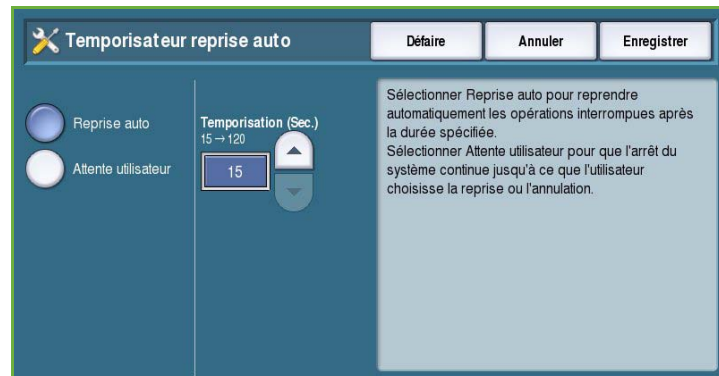 Temporisateur reprise auto
Défaire
Annuler
Enregistrer
Reprise auto
Attente utilisateur
Temporisation (Sec.)
15→120
15
Sélectionner Reprise auto pour reprendre
automatiquement les opérations interrompues après
la durée spécifiée.
Sélectionner Attente utilisateur pour que l'arrêt du
système continue jusqu'à ce que l'utilisateur
choisisse la reprise ou l'annulation.